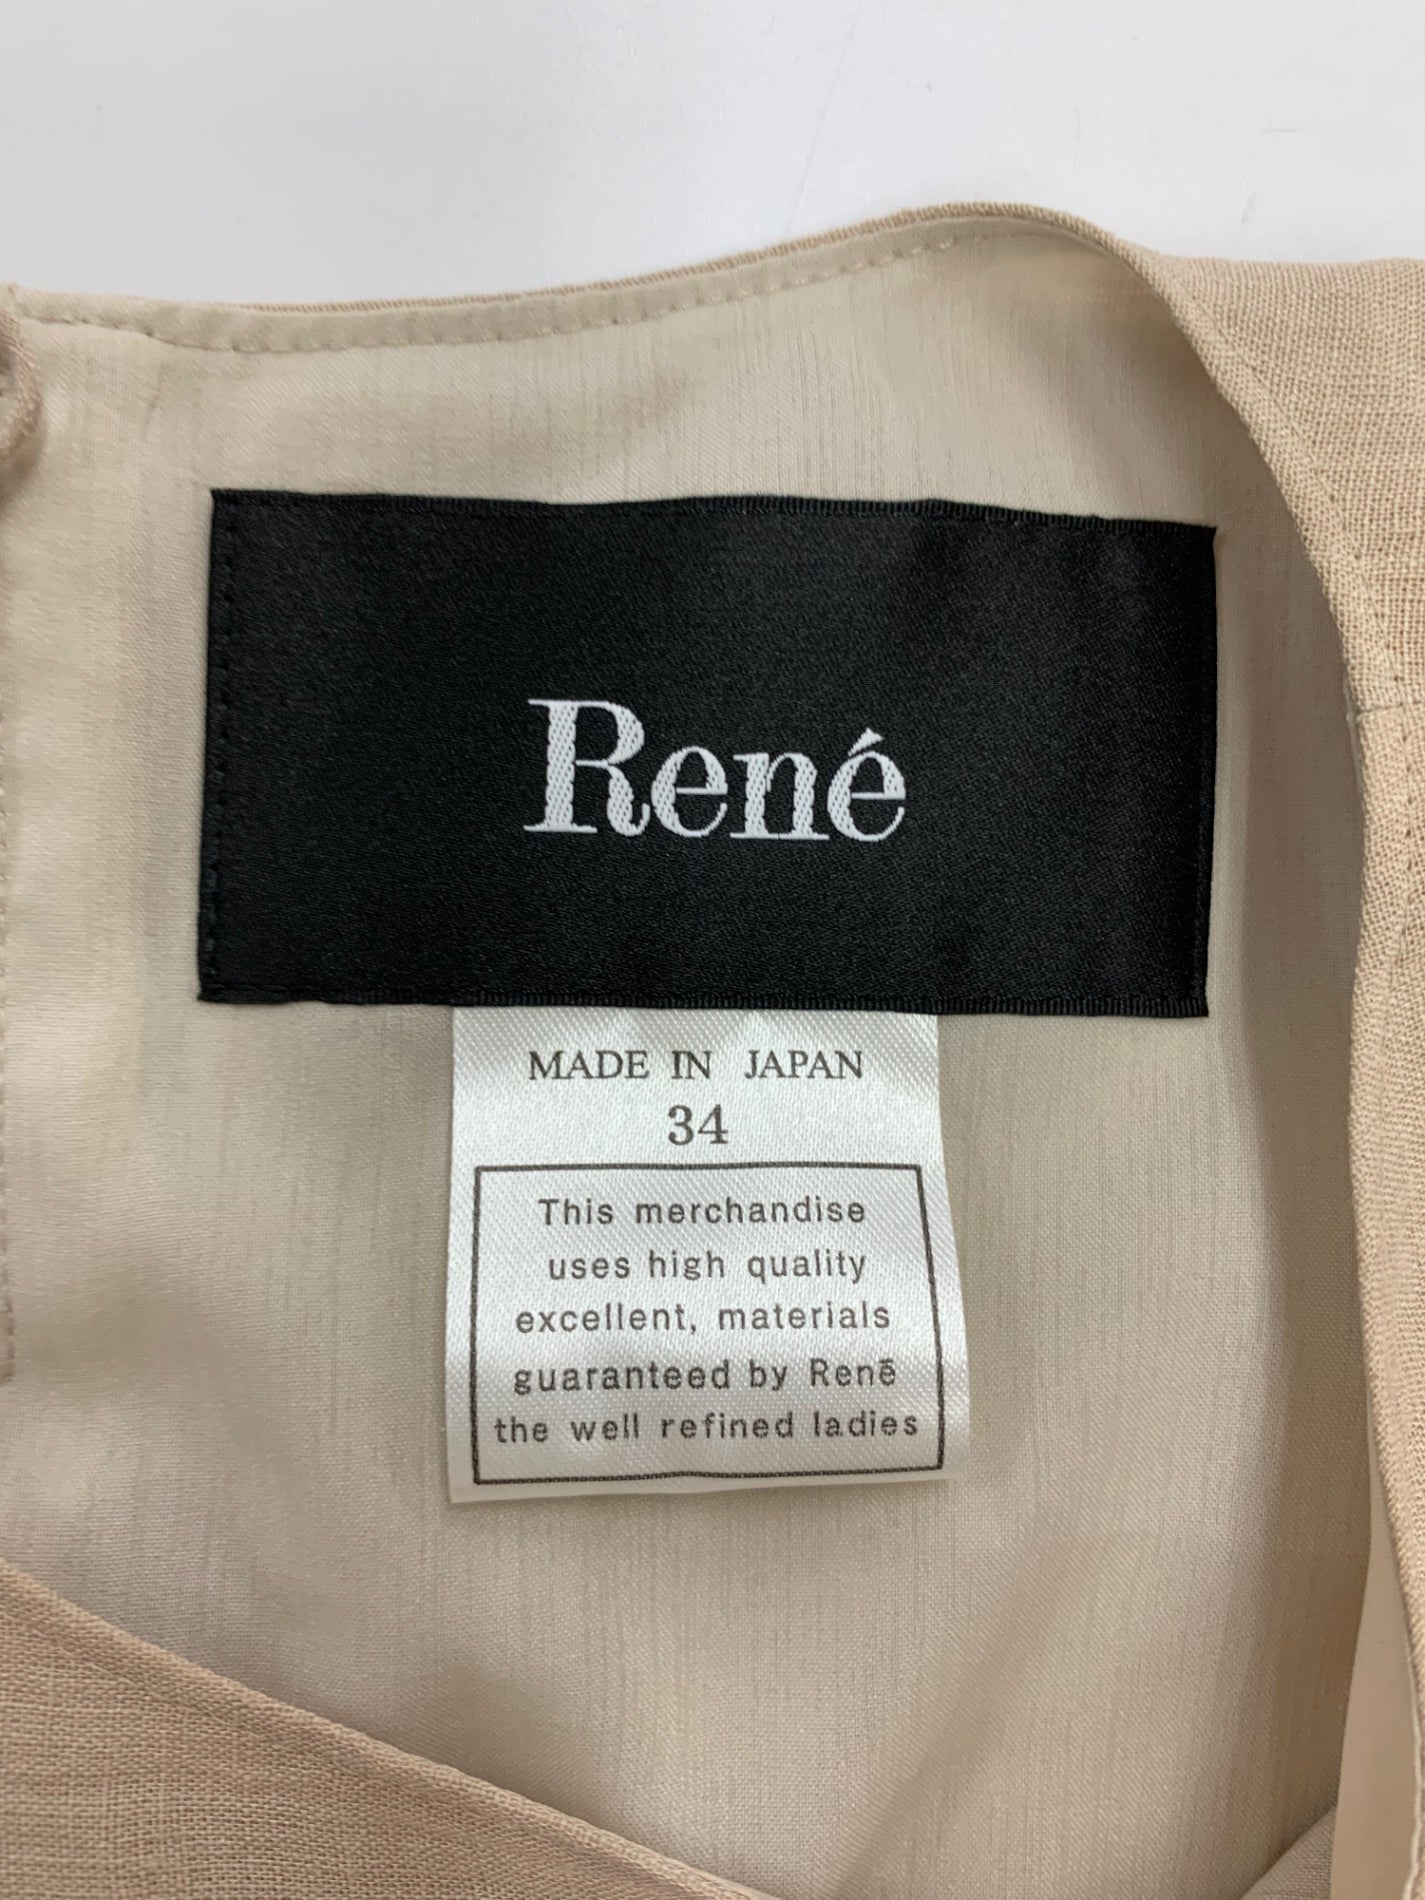 René
MADE IN JAPAN
34
This merchandise
uses high quality
excellent, materials
guaranteed by Renē
the well refined ladies